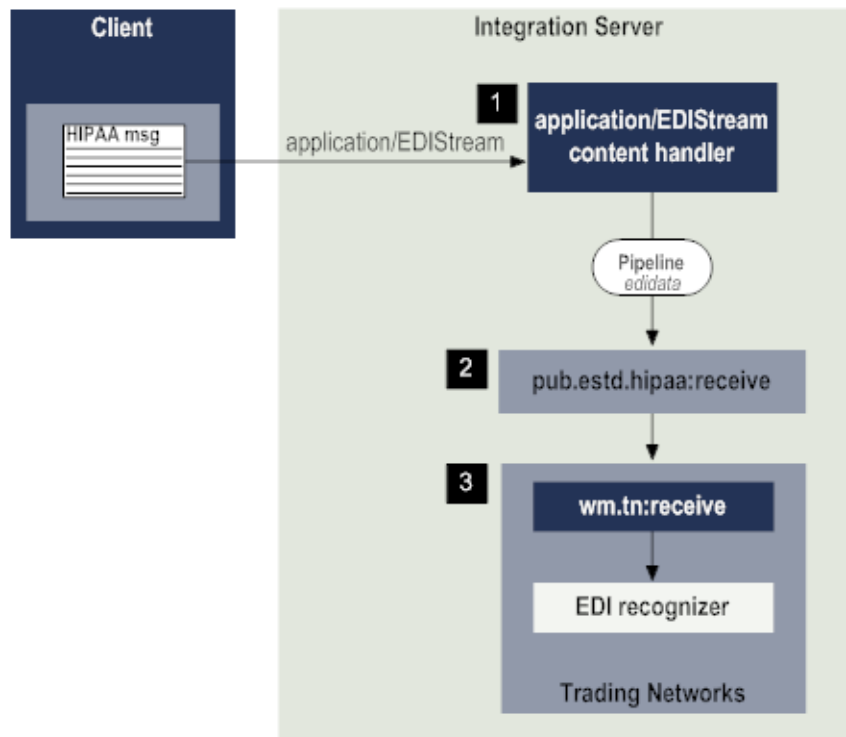 Client
Integration Server
HIPAA msg
application/EDIStream
1
application/EDIStream
content handler
Pipeline
edidata
2
pub.estd.hipaa:receive
3
wm.tn:receive
EDI recognizer
Trading Networks